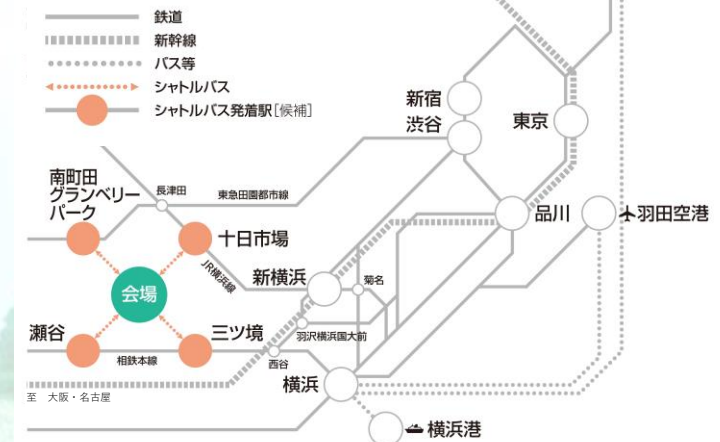 鉄道
新幹線
バス等
シャトルバス
シャトルバス発着駅[候補]
新宿
渋谷
東京
南町田
グランベリー
パーク
長津田
東急田園都市線
品川
羽田空港
十日市場
JR横浜線
新横浜
菊名
会場
瀬谷
三ツ境
羽沢横浜国大前
相鉄本線
西谷
横浜
至 大阪・名古屋
横浜港